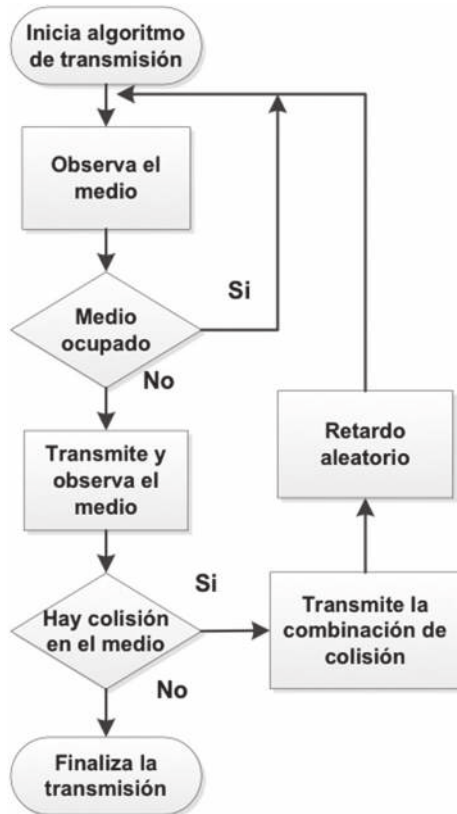 Inicia algoritmo
de transmisión
Observa el
medio
Si
Medio
ocupado
No
Transmite y
observa el
medio
Retardo
aleatorio
Si
Hay colisión
en el medio
Transmite la
combinación de
colisión
No
Finaliza la
transmisión